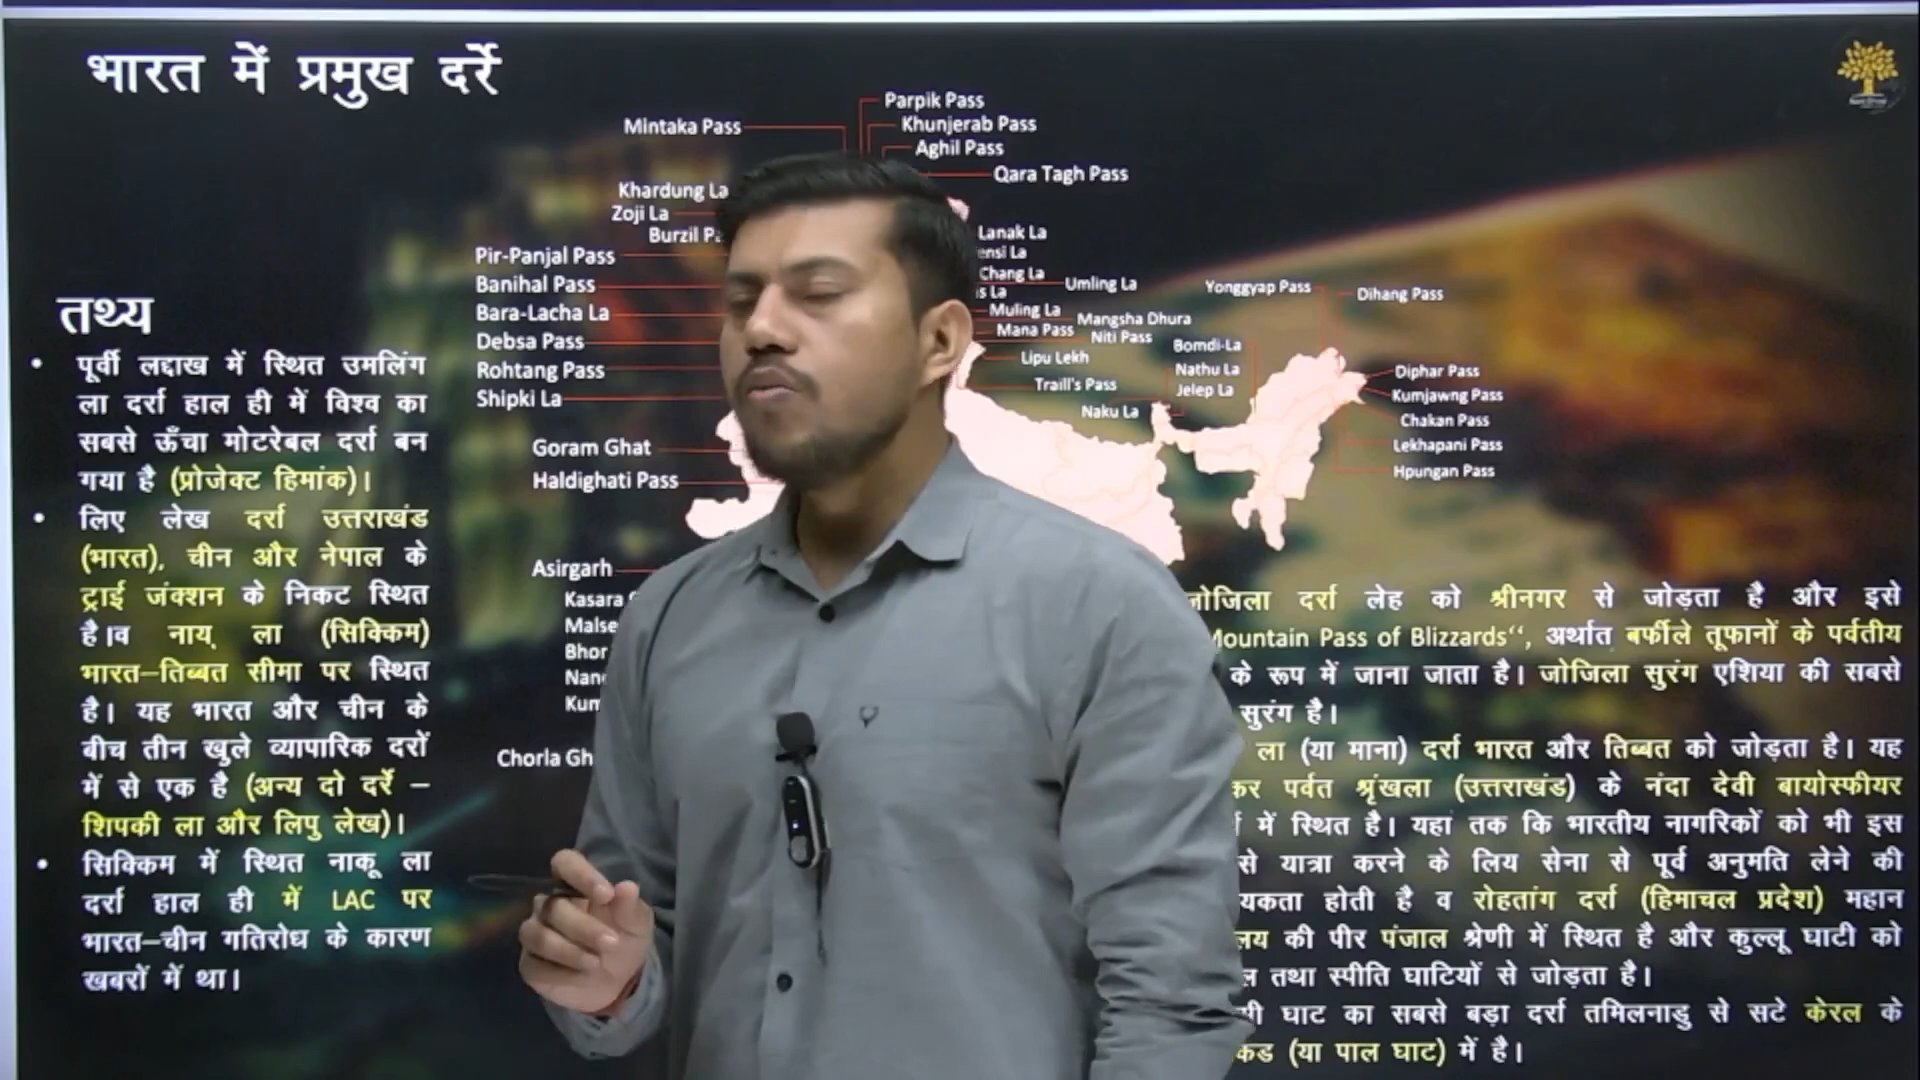 भारत में प्रमुख दर्रे
Parpik Pass
Mintaka Pass
Khunjerab Pass
Aghil Pass
Qara Tagh Pass
Khardung La
Zoji La
Burzil
Pir-Panjal Pass
Banihal Pass
Bara-Lacha La
Debsa Pass
Rohtang Pass
Shipki La
Goram Ghat
Haldighati Pass
Asirgarh
Kasara
Chorla
Lanak La
La
Chang La
La
Umling La
Muling La
Mangsha Dhura
Mana Pass
Niti Pass
Lipu Lekh
Traill's Pass
Naku La
Bomdi-La
Nathu La
Jelep La
Yonggyap Pass
Dihang Pass
Diphar Pass
Kumjawng Pass
Chakan Pass
Lekhapani Pass
Hpungan Pass
तथ्य
• पूर्वी लद्दाख में स्थित उमलिंग
ला दर्रा हाल ही में विश्व का
सबसे ऊँचा मोटरेबल दर्रा बन
गया है (प्रोजेक्ट हिमांक)।
• लिए लेख दर्रा उत्तराखंड
(भारत), चीन और नेपाल के
ट्राई जंक्शन के निकट स्थित
है।व नाय् ला (सिक्किम)
भारत–तिब्बत सीमा पर स्थित
है। यह भारत और चीन के
बीच तीन खुले व्यापारिक दर्रों
में से एक है (अन्य दो दर्रे –
शिपकी ला और लिपु लेख)।
• सिक्किम में स्थित नाकू ला
दर्रा हाल ही में LAC पर
भारत–चीन गतिरोध के कारण
खबरों में था।
जोजिला दर्रा लेह को श्रीनगर से जोड़ता है और इसे
Mountain Pass of Blizzards“, अर्थात बर्फीले तूफानों के पर्वतीय
के रूप में जाना जाता है। जोजिला सुरंग एशिया की सबसे
सुरंग है।
ला (या माना) दर्रा भारत और तिब्बत को जोड़ता है। यह
पर्वत श्रृंखला (उत्तराखंड) के नंदा देवी बायोस्फीयर
में स्थित है। यहां तक कि भारतीय नागरिकों को भी इस
से यात्रा करने के लिय सेना से पूर्व अनुमति लेने की
होती है व रोहतांग दर्रा (हिमाचल प्रदेश) महान
की पीर पंजाल श्रेणी में स्थित है और कुल्लू घाटी को
तथा स्पीति घाटियों से जोड़ता है।
घाट का सबसे बड़ा दर्रा तमिलनाडु से सटे केरल के
(या पाल घाट) में है।